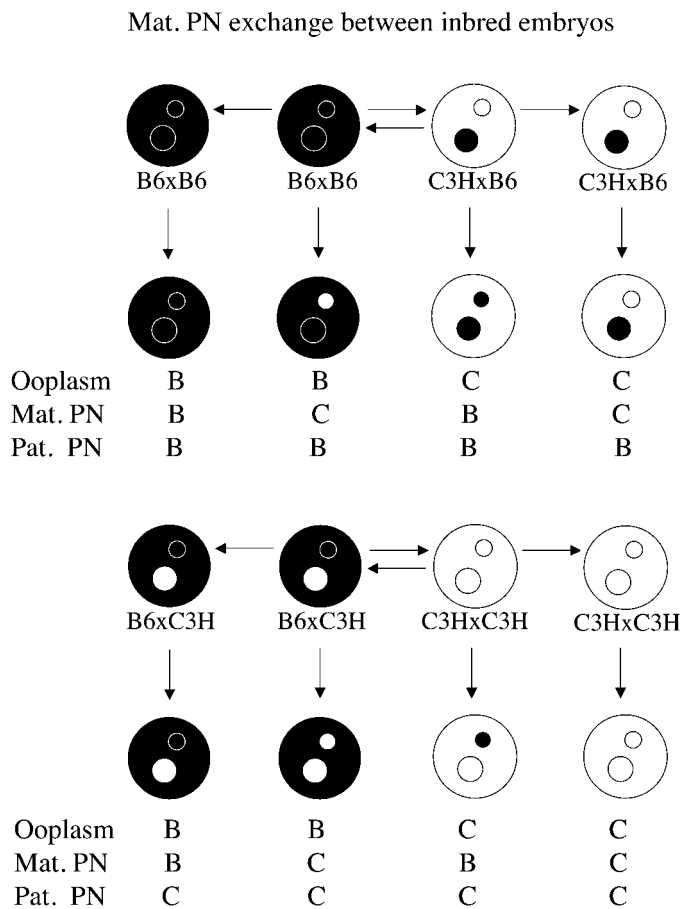 Mat. PN exchange between inbred embryos
B6xB6 B6xB6 C3HxB6 C3HxB6
Ooplasm B B C C
Mat. PN B C B C
Pat. PN B B B B
B6xC3H B6xC3H C3HxC3H C3HxC3H
Ooplasm B B C C
Mat. PN B C B C
Pat. PN C C C C